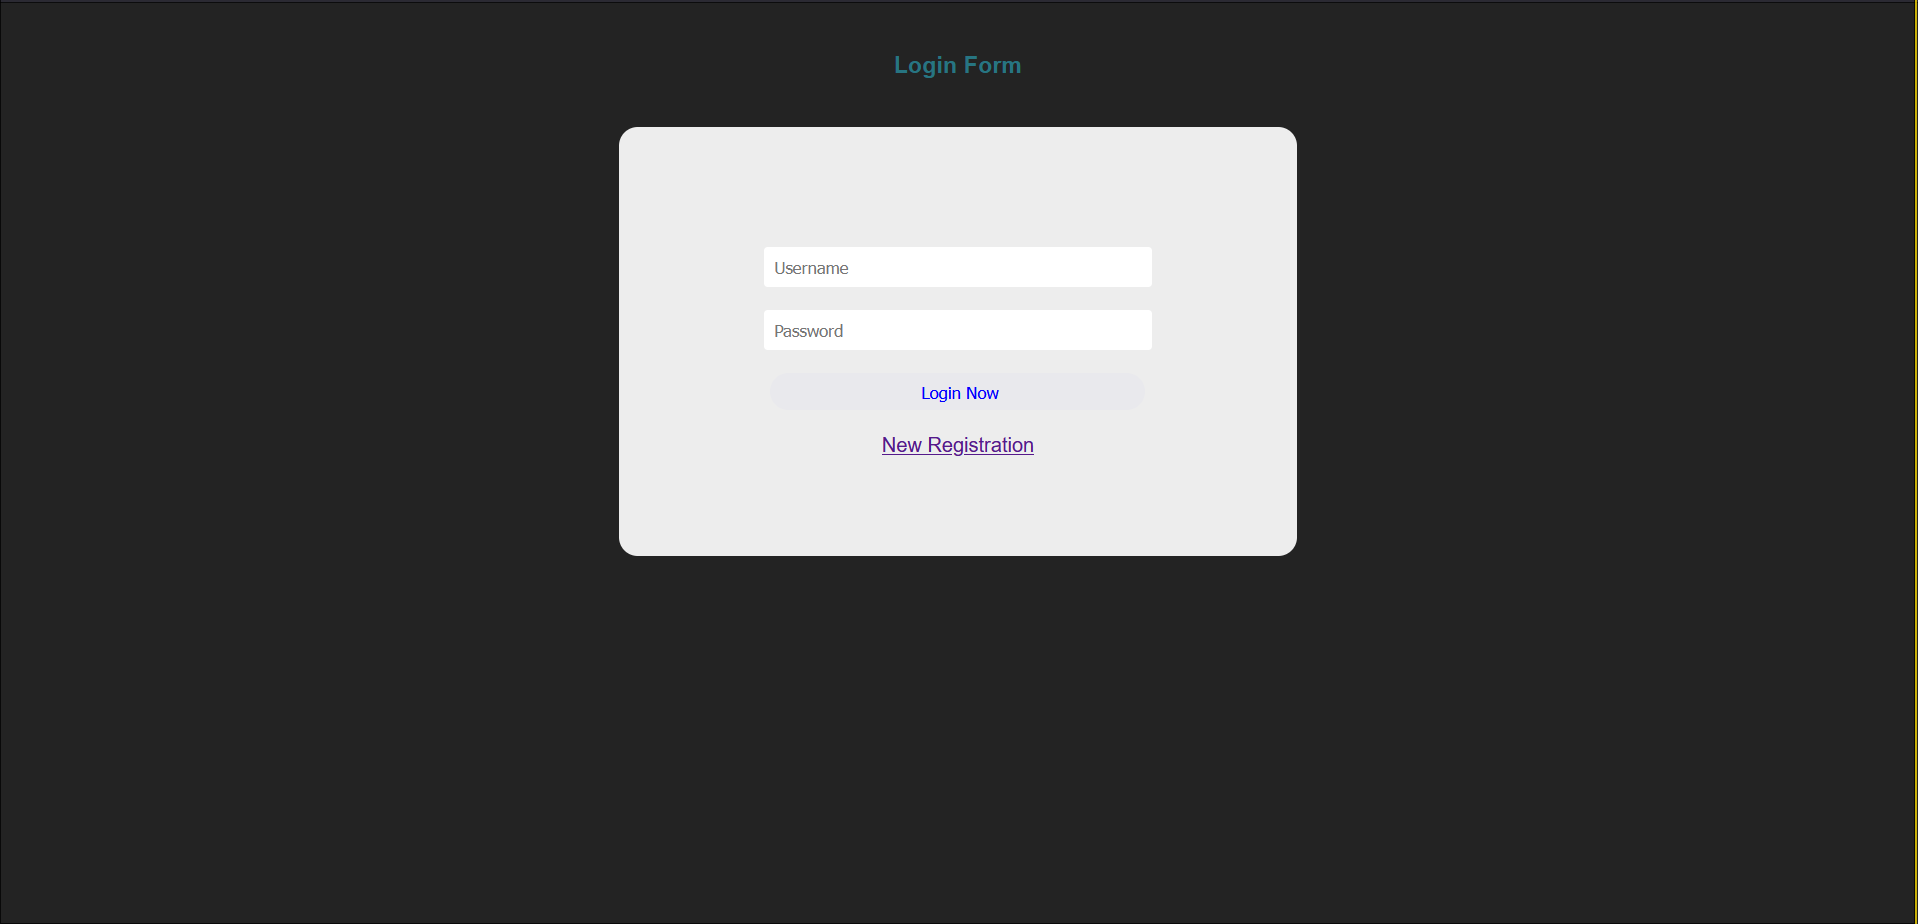 Login Form
Username
Password
Login Now
New Registration